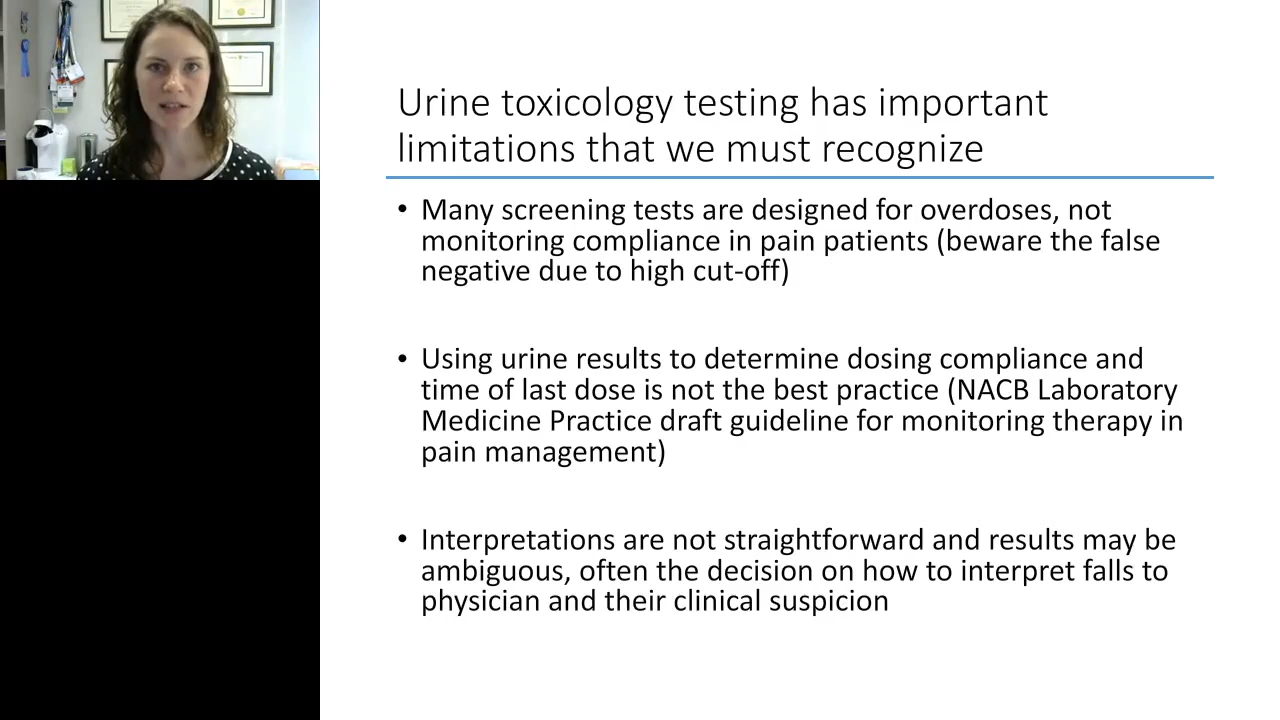 Urine toxicology testing has important
limitations that we must recognize
• Many screening tests are designed for overdoses, not
monitoring compliance in pain patients (beware the false
negative due to high cut-off)
• Using urine results to determine dosing compliance and
time of last dose is not the best practice (NACB Laboratory
Medicine Practice draft guideline for monitoring therapy in
pain management)
• Interpretations are not straightforward and results may be
ambiguous, often the decision on how to interpret falls to
physician and their clinical suspicion